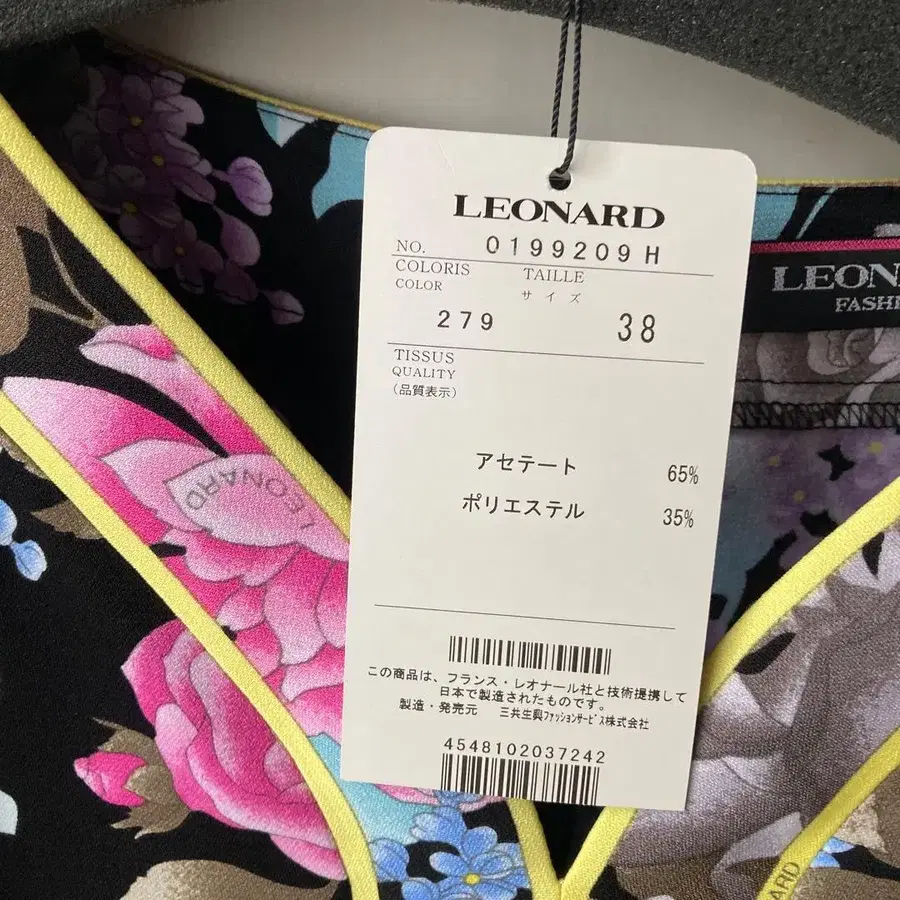 LEONARD
NO. 0199209H
COLORIS TAILLE
COLOR サイズ
279 38
TISSUS
QUALITY
(品質表示)
アセテート 65%
ポリエステル 35%
この商品は、フランス・レオナール社と技術提携して
日本で製造されたものです。
製造・発売元 三共生興ファッションサービス株式会社
4548102037242
LEON
FASHI
LEONARD
ARD